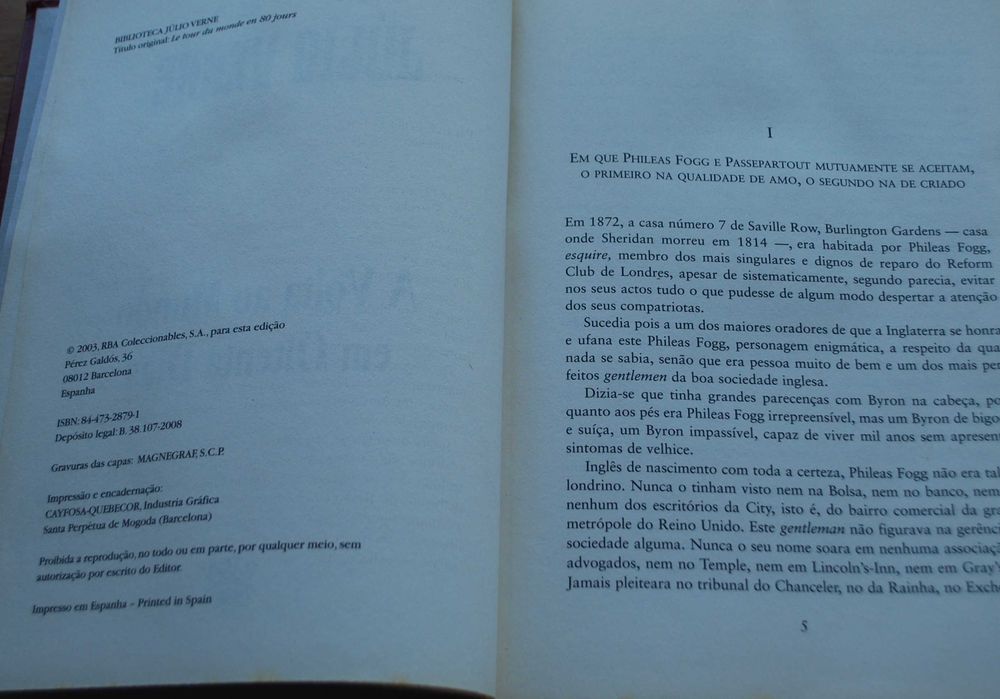 BIBLIOTECA JÚLIO VERNE
Título original: Le tour du monde en 80 jours
© 2003, RBA Coleccionables, S.A., para esta edição
Pérez Galdós, 36
08012 Barcelona
Espanha
ISBN: 84-473-2879-1
Depósito legal: B. 38.107-2008
Gravuras das capas: MAGNEGRAF, S.C.P.
Impressão e encadernação:
CAYFOSA-QUEBECOR, Industria Gráfica
Santa Perpétua de Mogoda (Barcelona)
Proibida a reprodução, no todo ou em parte, por qualquer meio, sem
autorização por escrito do Editor.
Impresso em Espanha – Printed in Spain
I
EM QUE PHILEAS FOGG E PASSEPARTOUT MUTUAMENTE SE ACEITAM,
O PRIMEIRO NA QUALIDADE DE AMO, O SEGUNDO NA DE CRIADO
Em 1872, a casa número 7 de Saville Row, Burlington Gardens — casa
onde Sheridan morreu em 1814 —, era habitada por Phileas Fogg,
esquire, membro dos mais singulares e dignos de reparo do Reform
Club de Londres, apesar de sistematicamente, segundo parecia, evitar
nos seus actos tudo o que pudesse de algum modo despertar a atenção
dos seus compatriotas.
Sucedia pois a um dos maiores oradores de que a Inglaterra se honra
e ufana este Phileas Fogg, personagem enigmática, a respeito da qua
nada se sabia, senão que era pessoa muito de bem e um dos mais per
feitos gentlemen da boa sociedade inglesa.
Dizia-se que tinha grandes parecenças com Byron na cabeça, po
quanto aos pés era Phileas Fogg irrepreensível, mas um Byron de bigo
e suíça, um Byron impassível, capaz de viver mil anos sem apresen
sintomas de velhice.
Inglês de nascimento com toda a certeza, Phileas Fogg não era tal
londrino. Nunca o tinham visto nem na Bolsa, nem no banco, nem
nenhum dos escritórios da City, isto é, do bairro comercial da gra
metrópole do Reino Unido. Este gentleman não figurava na gerênc
sociedade alguma. Nunca o seu nome soara em nenhuma associaç
advogados, nem no Temple, nem em Lincoln's-Inn, nem em Gray's
Jamais pleiteara no tribunal do Chanceler, no da Rainha, no Exche
5